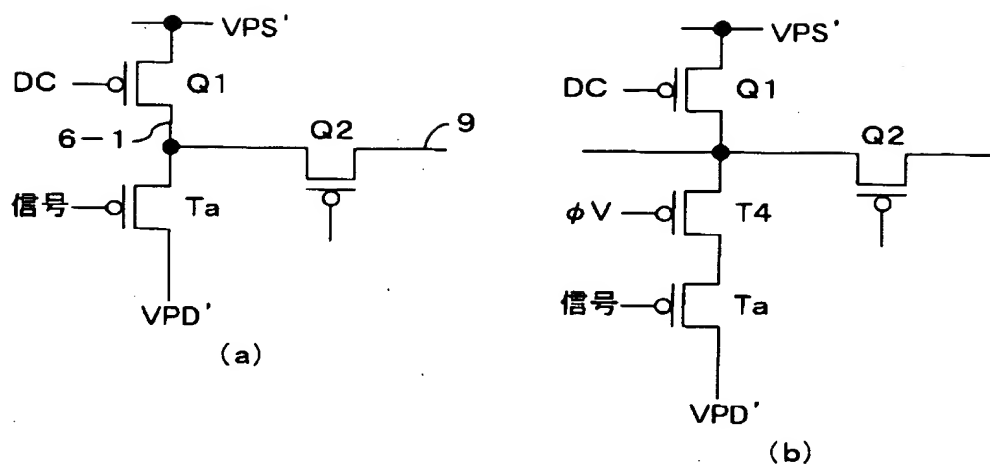 VPS'
DC
Q1
6-1
Q2
9
信号
Ta
VPD'
(a)
VPS'
DC
Q1
Q2
φV
T4
信号
Ta
VPD'
(b)